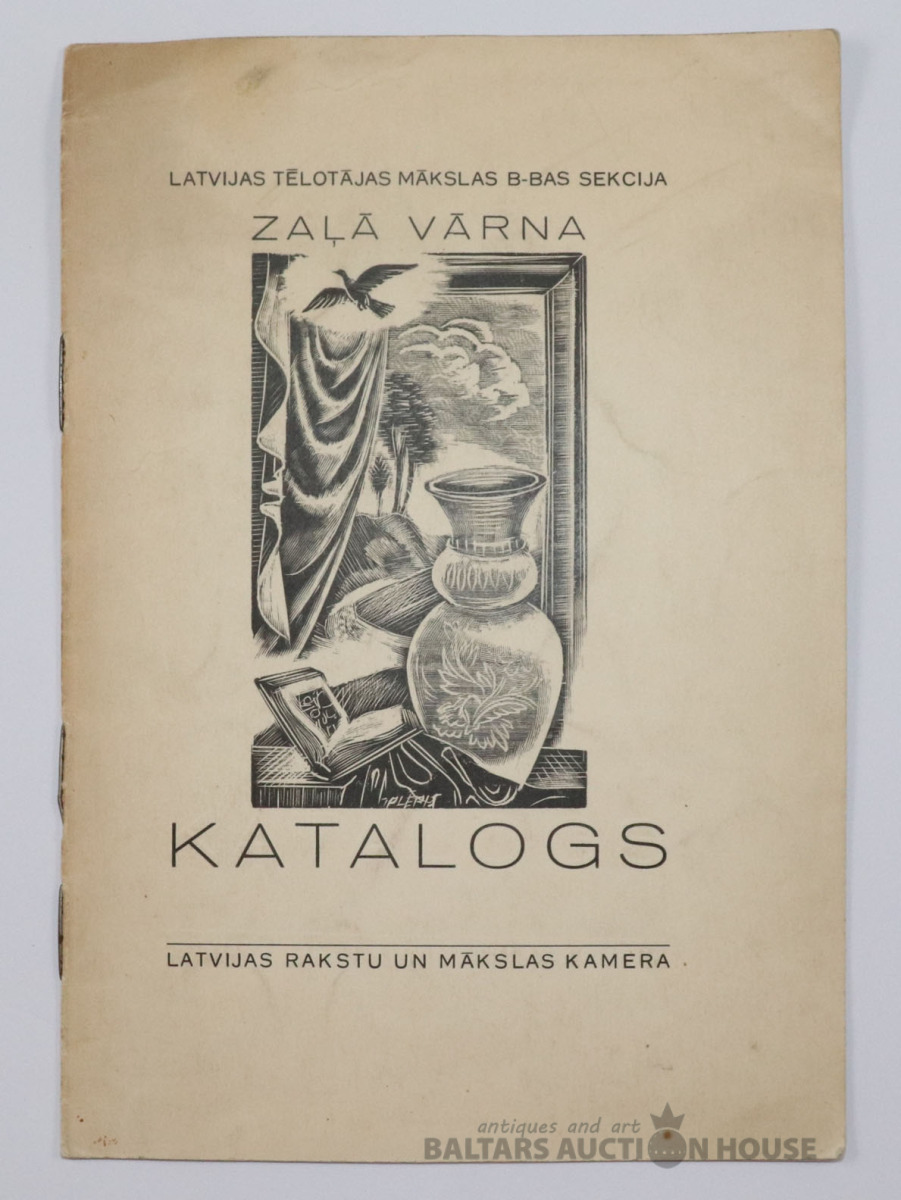 LATVIJAS TĒLOTĀJAS MĀKSLAS B-BAS SEKCIJA
ZAĻĀ VĀRNA
KATALOGS
LATVIJAS RAKSTU UN MĀKSLAS KAMERA
antiques and art
BALTARS AUCTION HOUSE